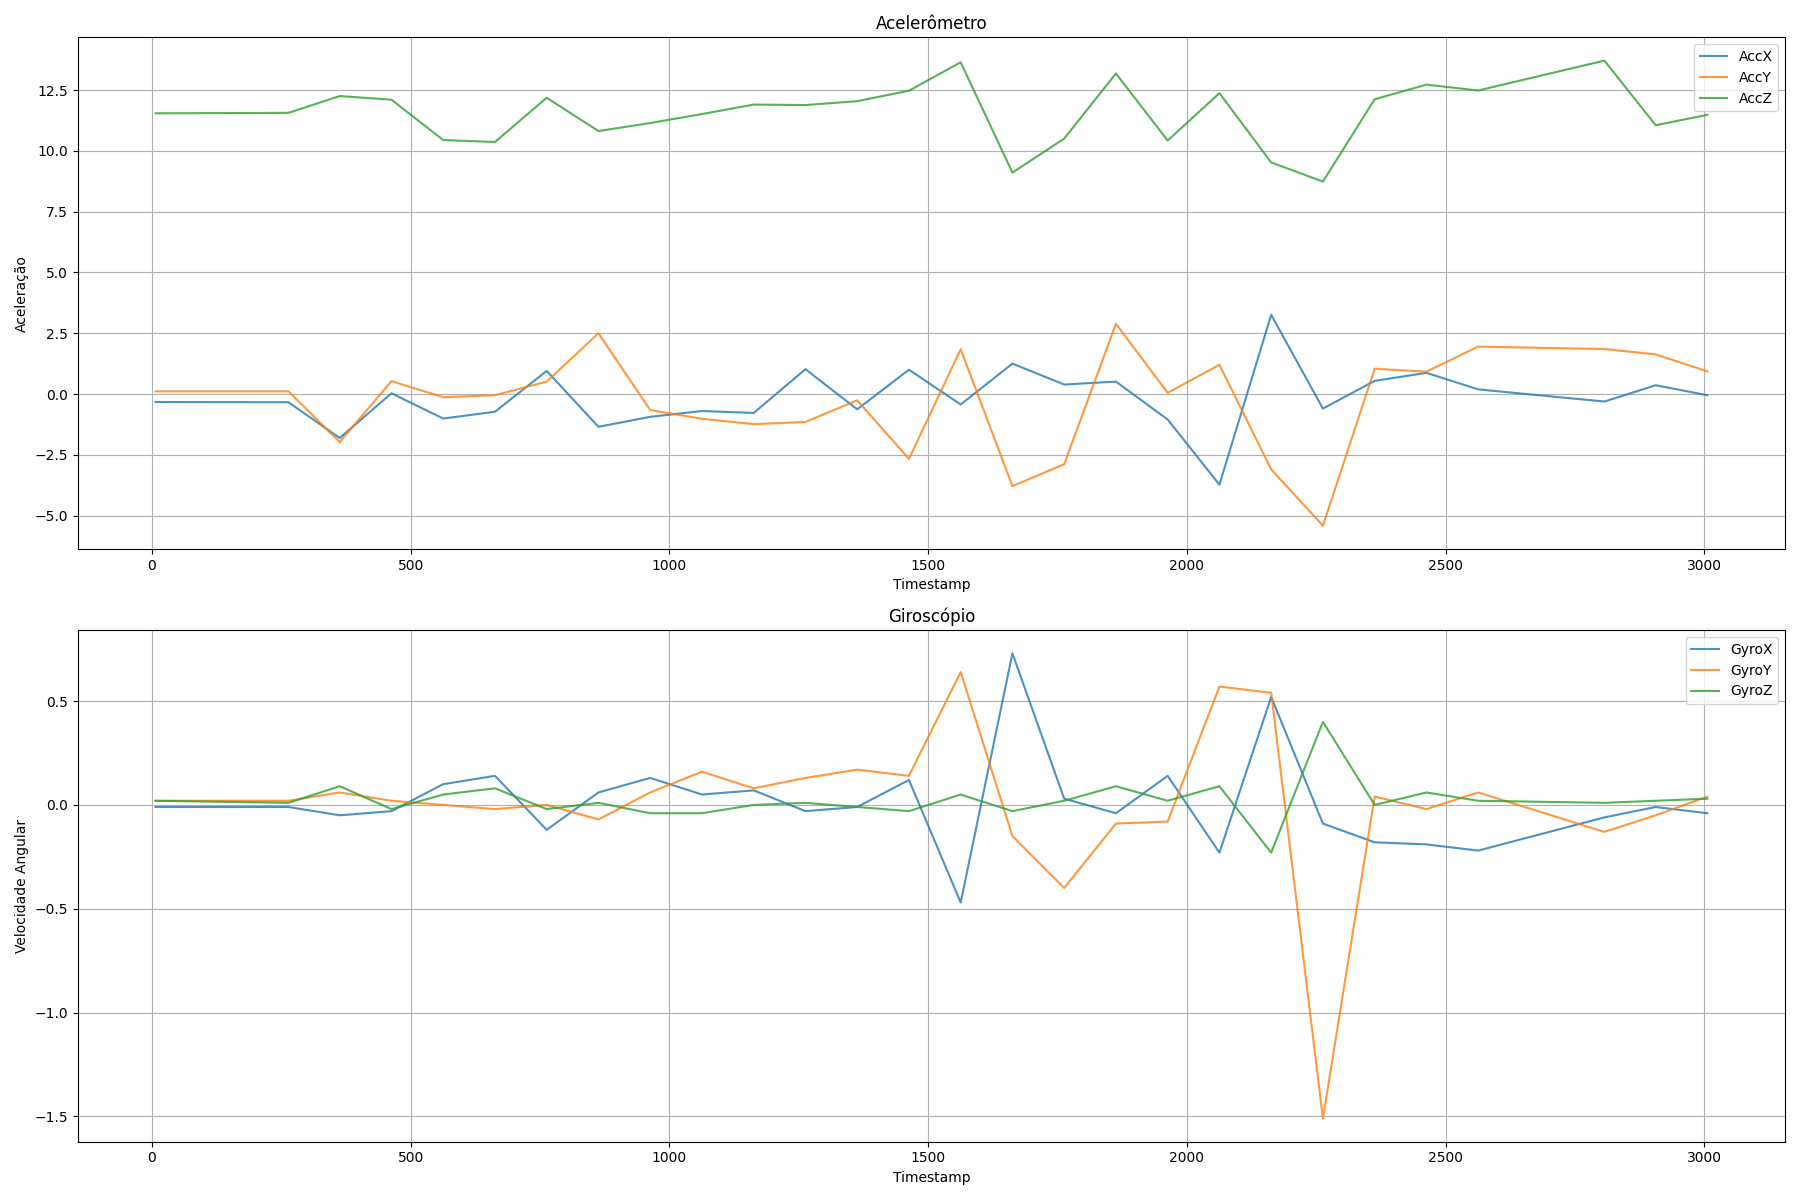 Acelerômetro
AccX
AccY
AccZ
12.5
10.0
7.5
5.0
2.5
0.0
−2.5
−5.0
Aceleração
0 500 1000 1500 2000 2500 3000
Timestamp
Giroscópio
GyroX
GyroY
GyroZ
0.5
0.0
−0.5
−1.0
−1.5
Velocidade Angular
0 500 1000 1500 2000 2500 3000
Timestamp